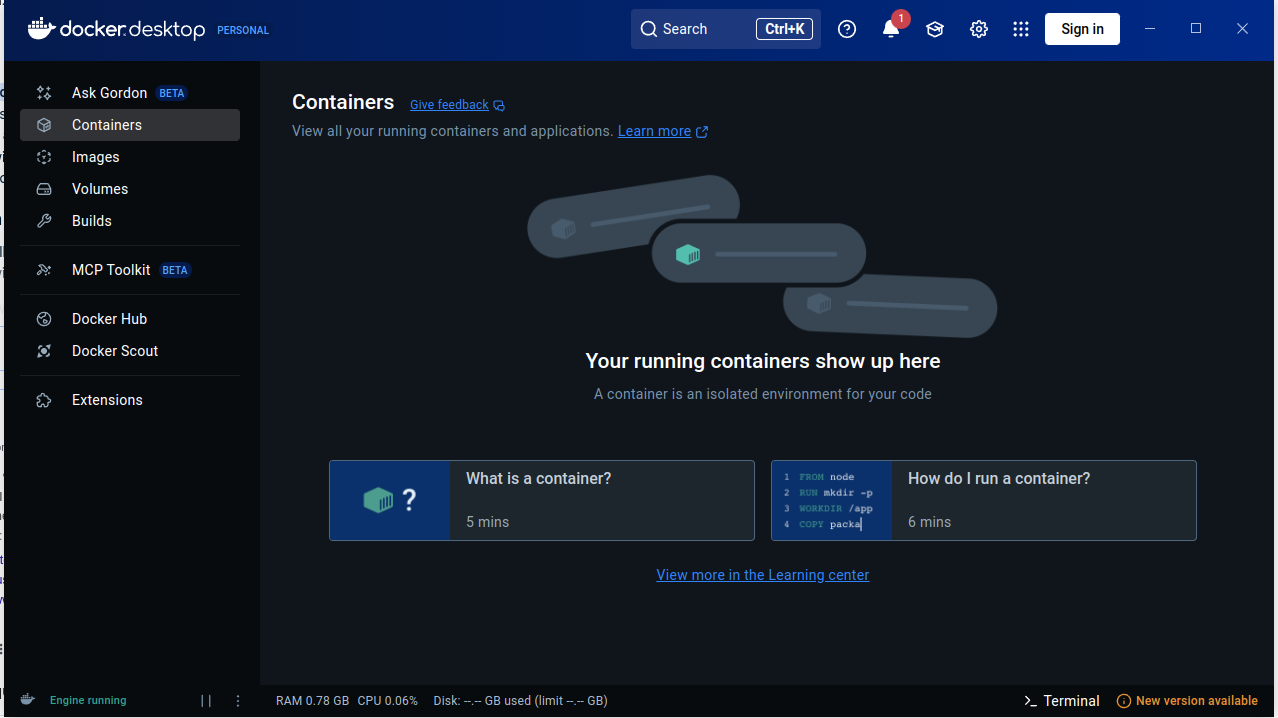 docker desktop PERSONAL
Search Ctrl+K
1
Sign in
Ask Gordon BETA
Containers
Images
Volumes
Builds
MCP Toolkit BETA
Docker Hub
Docker Scout
Extensions
Containers Give feedback
View all your running containers and applications. Learn more
Your running containers show up here
A container is an isolated environment for your code
?
What is a container?
5 mins
1 FROM node
2 RUN mkdir -p
3 WORKDIR /app
4 COPY packa
How do I run a container?
6 mins
View more in the Learning center
Engine running
RAM 0.78 GB CPU 0.06% Disk: --.-- GB used (limit --.-- GB)
Terminal
New version available